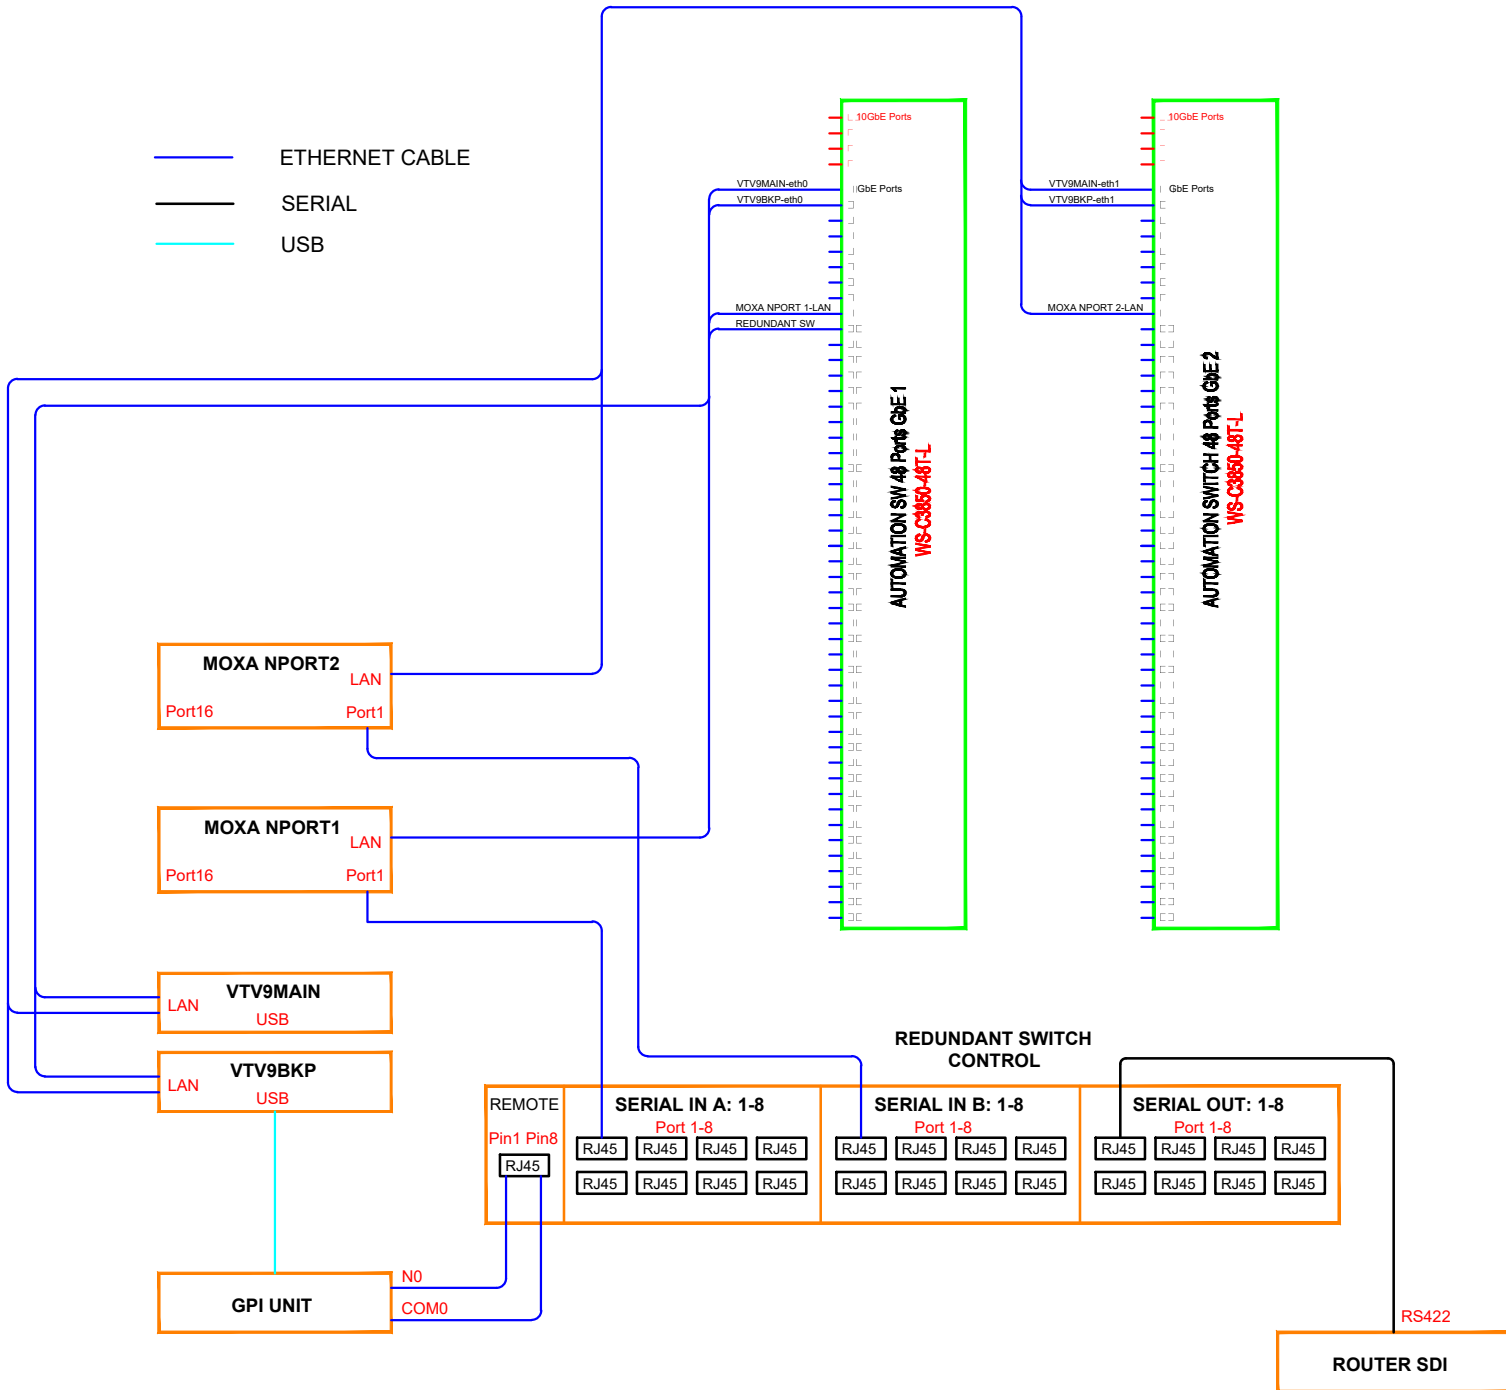 ETHERNET CABLE
SERIAL
USB
10GbE Ports
VTV9MAIN-eth0
GbE Ports
VTV9BKP-eth0
MOXA NPORT 1-LAN
REDUNDANT SW
AUTOMATION SW 48 Ports GbE 1
WS-C3850-48T-L
10GbE Ports
VTV9MAIN-eth1
GbE Ports
VTV9BKP-eth1
MOXA NPORT 2-LAN
AUTOMATION SWITCH 48 Ports GbE 2
WS-C3850-48T-L
MOXA NPORT2
LAN
Port16
Port1
MOXA NPORT1
LAN
Port16
Port1
VTV9MAIN
LAN
USB
VTV9BKP
LAN
USB
REDUNDANT SWITCH
CONTROL
REMOTE
Pin1 Pin8
RJ45
SERIAL IN A: 1-8
Port 1-8
RJ45 RJ45 RJ45 RJ45
RJ45 RJ45 RJ45 RJ45
SERIAL IN B: 1-8
Port 1-8
RJ45 RJ45 RJ45 RJ45
RJ45 RJ45 RJ45 RJ45
SERIAL OUT: 1-8
Port 1-8
RJ45 RJ45 RJ45 RJ45
RJ45 RJ45 RJ45 RJ45
N0
GPI UNIT
COM0
RS422
ROUTER SDI